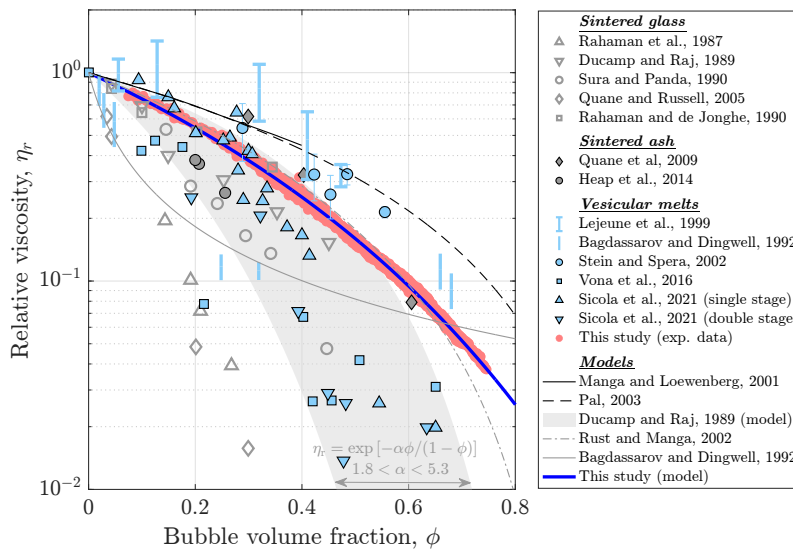 Relative viscosity, ηr
10^0
10^−1
10^−2
0
0.2
0.4
0.6
0.8
Bubble volume fraction, ϕ
ηr = exp [−αϕ/(1 − ϕ)]
1.8 < α < 5.3
Sintered glass
Rahaman et al., 1987
Ducamp and Raj, 1989
Sura and Panda, 1990
Quane and Russell, 2005
Rahaman and de Jonghe, 1990
Sintered ash
Quane et al, 2009
Heap et al., 2014
Vesicular melts
Lejeune et al., 1999
Bagdassarov and Dingwell, 1992
Stein and Spera, 2002
Vona et al., 2016
Sicola et al., 2021 (single stage)
Sicola et al., 2021 (double stage)
This study (exp. data)
Models
Manga and Loewenberg, 2001
Pal, 2003
Ducamp and Raj, 1989 (model)
Rust and Manga, 2002
Bagdassarov and Dingwell, 1992
This study (model)